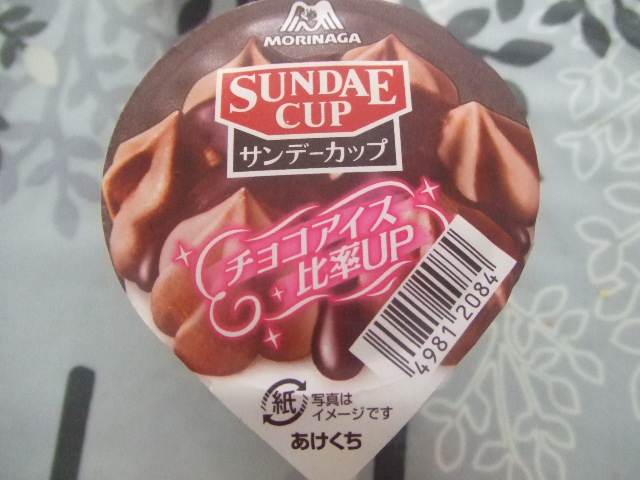 MORINAGA
SUNDAE
CUP
サンデーカップ
チョコアイス
比率UP
4981 2084
紙
写真は
イメージです
あけくち